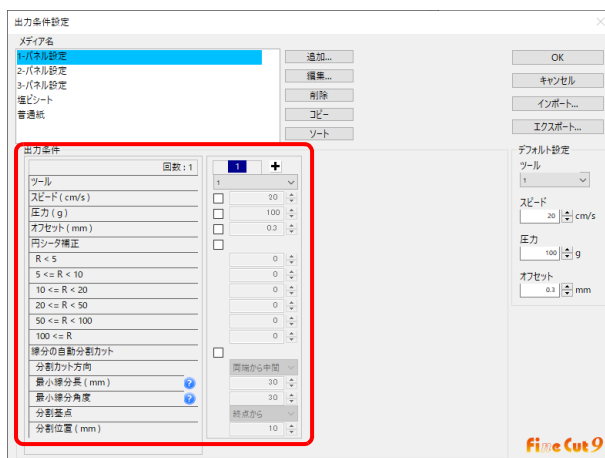 出力条件設定
メディア名
1-パネル設定
2-パネル設定
3-パネル設定
塩ビシート
普通紙
追加...
編集...
削除
コピー
ソート
OK
キャンセル
インポート...
エクスポート...
出力条件
回数:1
1 +
ツール 1
スピード(cm/s) 20
圧力(g) 100
オフセット(mm) 0.3
円シータ補正
R < 5 0
5 <= R < 10 0
10 <= R < 20 0
20 <= R < 50 0
50 <= R < 100 0
100 <= R 0
線分の自動分割カット
分割カット方向 両端から中間
最小線分長(mm) ? 30
最小線分角度 ? 30
分割基点 終点から
分割位置(mm) 10
デフォルト設定
ツール
1
スピード
20 cm/s
圧力
100 g
オフセット
0.3 mm
Fine Cut 9